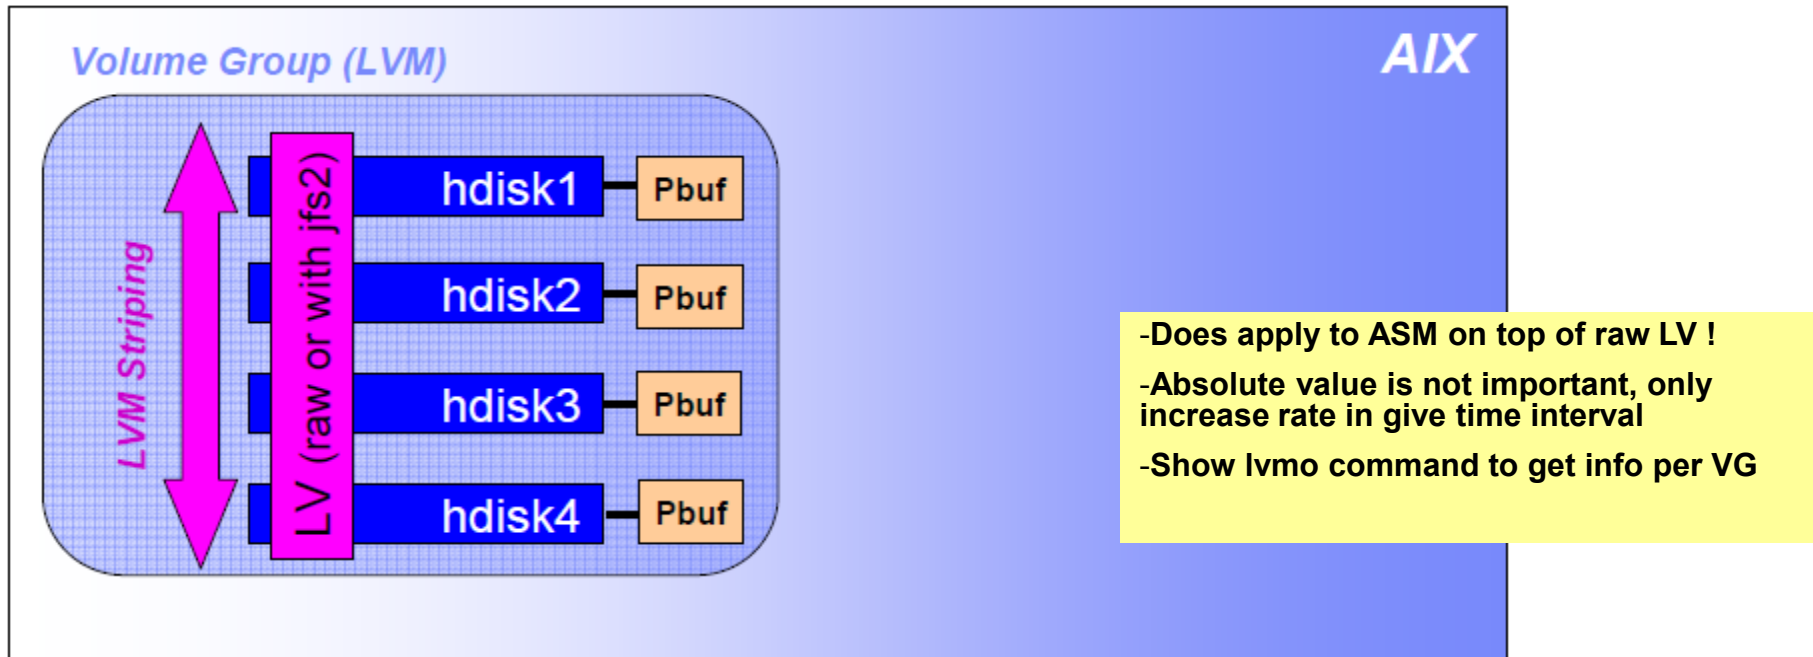 Volume Group (LVM)
AIX
LVM Striping
LV (raw or with jfs2)
hdisk1
Pbuf
hdisk2
Pbuf
hdisk3
Pbuf
hdisk4
Pbuf
-Does apply to ASM on top of raw LV !
-Absolute value is not important, only
increase rate in give time interval
-Show lvmo command to get info per VG